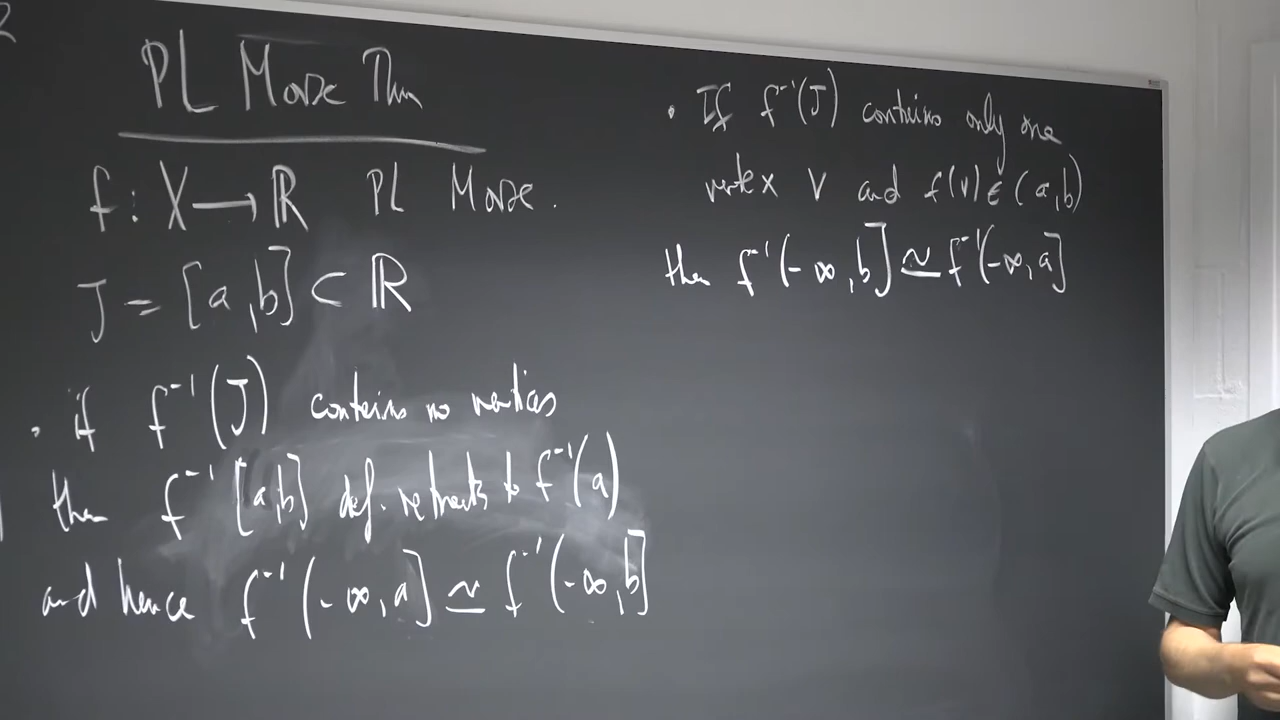 2
PL Morse Thm
f: X → ℝ PL Morse.
J = [a,b] ⊂ ℝ
• if f⁻¹(J) contains no vertices
then f⁻¹[a,b] def. retracts to f⁻¹(a)
and hence f⁻¹(-∞,a] ≃ f⁻¹(-∞,b]
• If f⁻¹(J) contains only one
vertex v and f(v) ∈ (a,b)
then f⁻¹(-∞,b] ≃ f⁻¹(-∞,a]